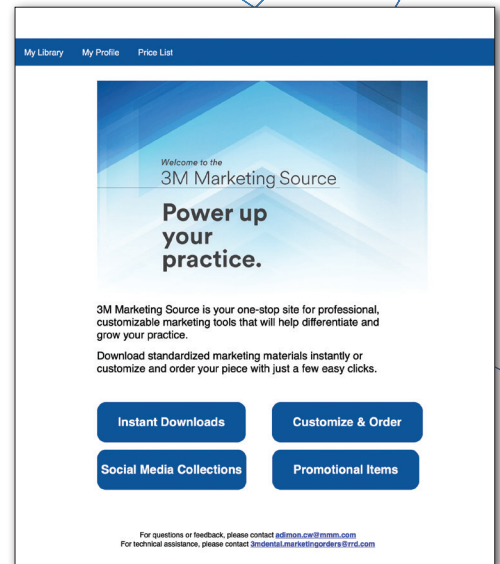 My Library My Profile Price List
Welcome to the
3M Marketing Source
Power up
your
practice.
3M Marketing Source is your one-stop site for professional,
customizable marketing tools that will help differentiate and
grow your practice.
Download standardized marketing materials instantly or
customize and order your piece with just a few easy clicks.
Instant Downloads Customize & Order
Social Media Collections Promotional Items
For questions or feedback, please contact adimon.cw@mmm.com
For technical assistance, please contact 3mdental.marketingorders@rrd.com